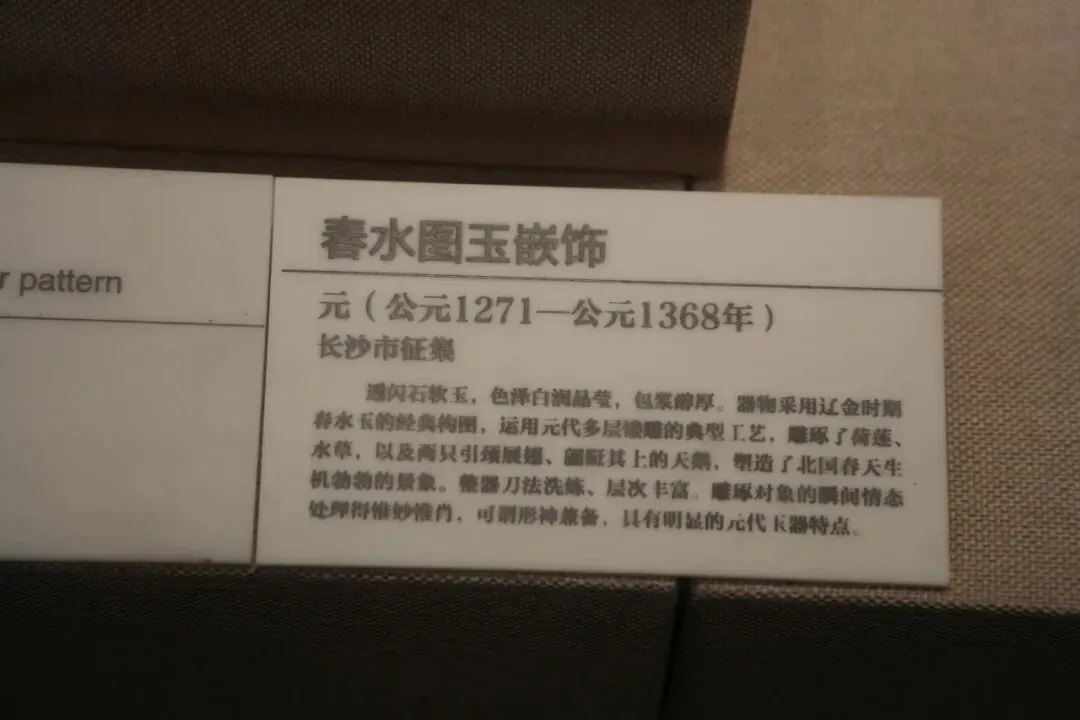 r pattern
春水图玉嵌饰
元（公元1271—公元1368年）
长沙市征集
透闪石软玉，色泽白润晶莹，包浆醇厚。器物采用辽金时期
春水玉的经典构图，运用元代多层镂雕的典型工艺，雕琢了荷莲、
水草，以及两只引颈展翅、翩跹其上的天鹅，塑造了北国春天生
机勃勃的景象。整器刀法洗练、层次丰富。雕琢对象的瞬间情态
处理得惟妙惟肖，可谓形神兼备，具有明显的元代玉器特点。